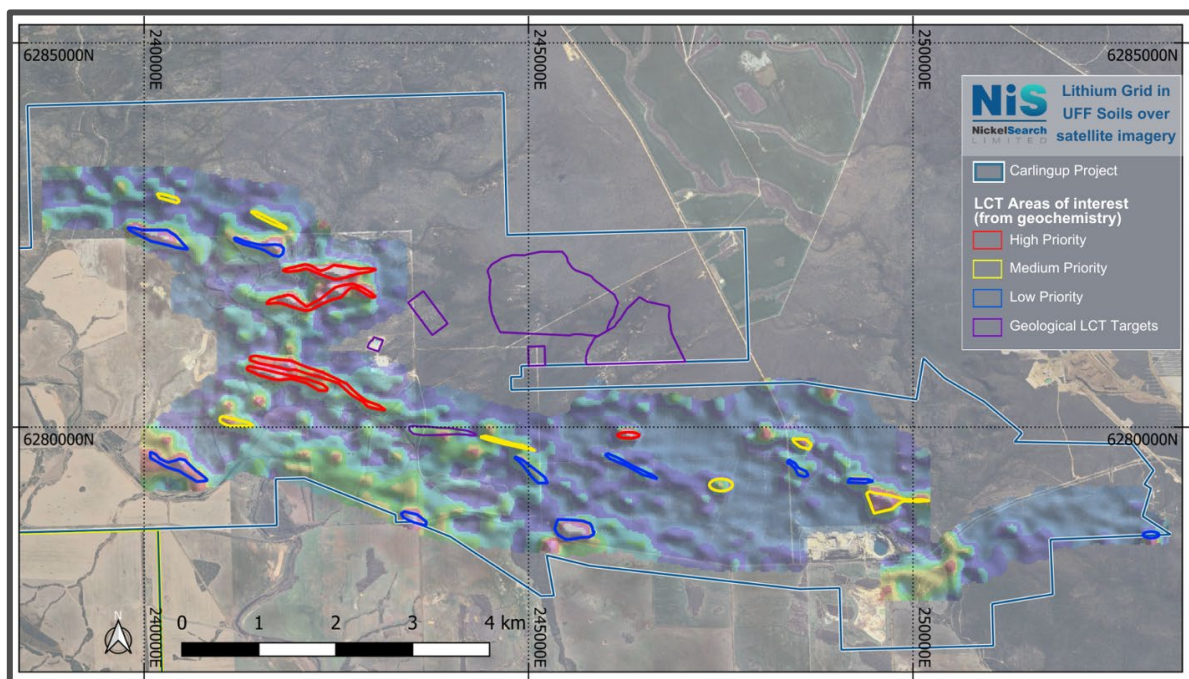 240000E
245000E
250000E
6285000N
6285000N
NiS
NickelSearch
LIMITED
Lithium Grid in
UFF Soils over
satellite imagery
Carlingup Project
LCT Areas of interest
(from geochemistry)
High Priority
Medium Priority
Low Priority
Geological LCT Targets
6280000N
6280000N
N
0
1
2
3
4 km
240000E
245000E
250000E